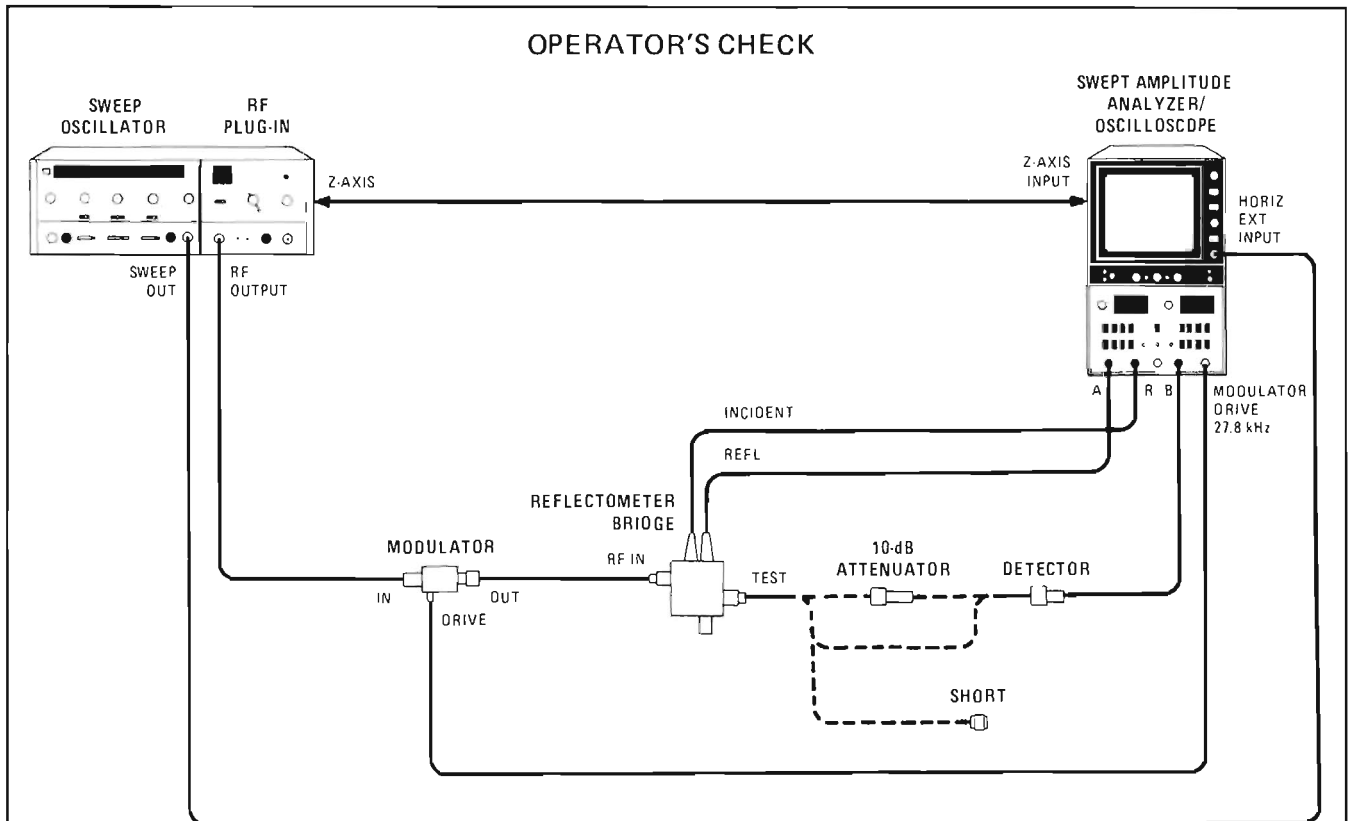 OPERATOR'S CHECK
SWEEP
OSCILLATOR
RF
PLUG-IN
SWEPT AMPLITUDE
ANALYZER/
OSCILLOSCOPE
Z-AXIS
Z-AXIS
INPUT
HORIZ
EXT
INPUT
SWEEP
OUT
RF
OUTPUT
A
R
B
MODULATOR
DRIVE
27.8 kHz
INCIDENT
REFL
REFLECTOMETER
BRIDGE
MODULATOR
RF IN
IN
OUT
DRIVE
TEST
10-dB
ATTENUATOR
DETECTOR
SHORT